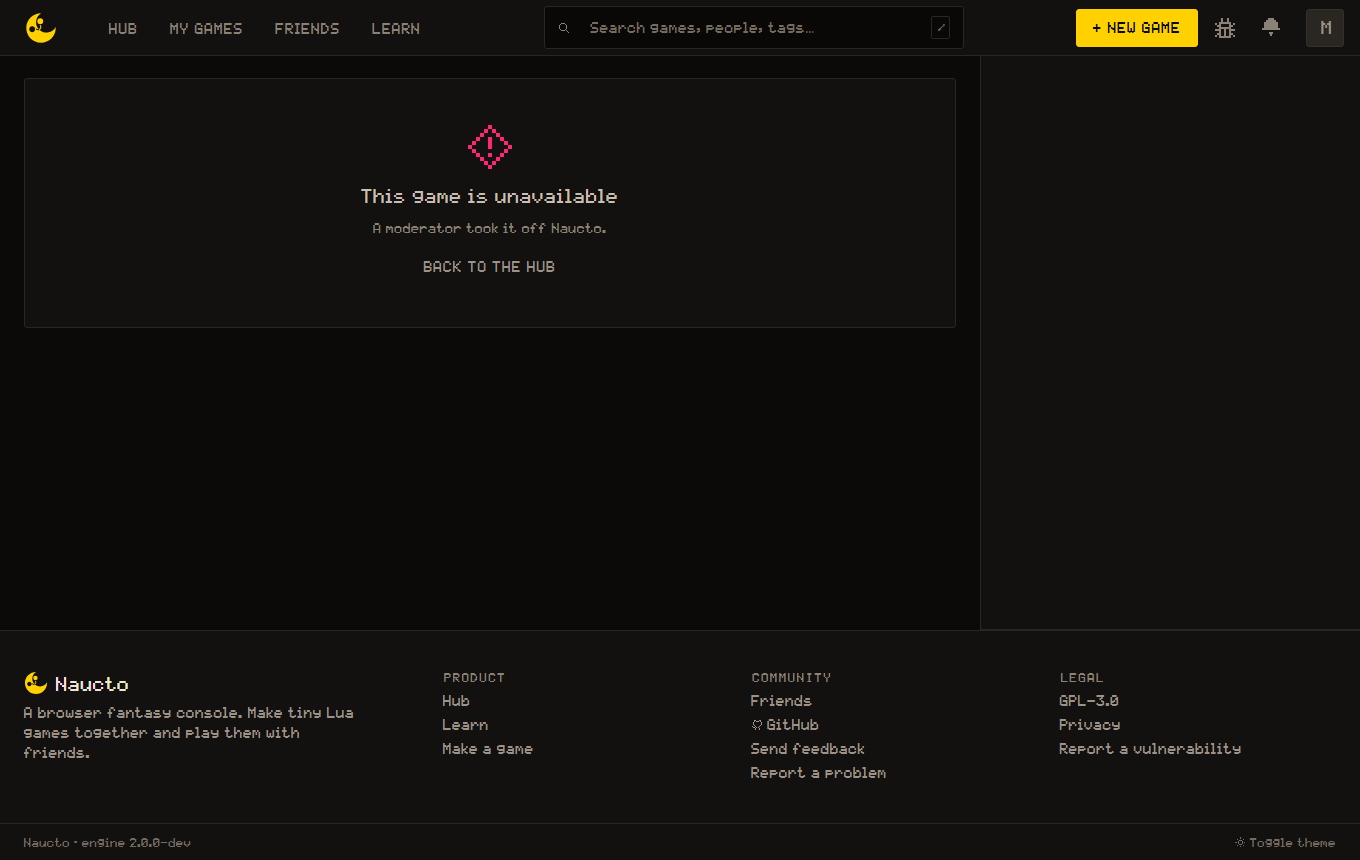 HUB MY GAMES FRIENDS LEARN Search games, people, tags... / + NEW GAME M
This game is unavailable
A moderator took it off Naucto.
BACK TO THE HUB
Naucto
A browser fantasy console. Make tiny Lua
games together and play them with
friends.
PRODUCT
Hub
Learn
Make a game
COMMUNITY
Friends
GitHub
Send feedback
Report a problem
LEGAL
GPL-3.0
Privacy
Report a vulnerability
Naucto · engine 2.0.0-dev
Toggle theme